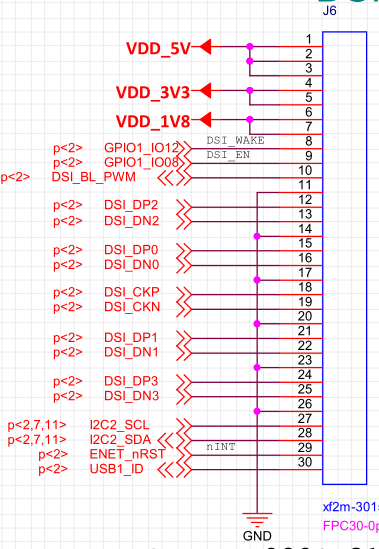 J6
VDD_5V
1
2
3
VDD_3V3
4
5
VDD_1V8
6
7
p<2> GPIO1_IO12 DSI_WAKE 8
p<2> GPIO1_IO08 DSI_EN 9
p<2> DSI_BL_PWM 10
11
p<2> DSI_DP2 12
p<2> DSI_DN2 13
14
p<2> DSI_DP0 15
p<2> DSI_DN0 16
17
p<2> DSI_CKP 18
p<2> DSI_CKN 19
20
p<2> DSI_DP1 21
p<2> DSI_DN1 22
23
p<2> DSI_DP3 24
p<2> DSI_DN3 25
26
p<2,7,11> I2C2_SCL 27
p<2,7,11> I2C2_SDA 28
p<2> ENET_nRST nINT 29
p<2> USB1_ID 30
xf2m-301
FPC30-0p
GND